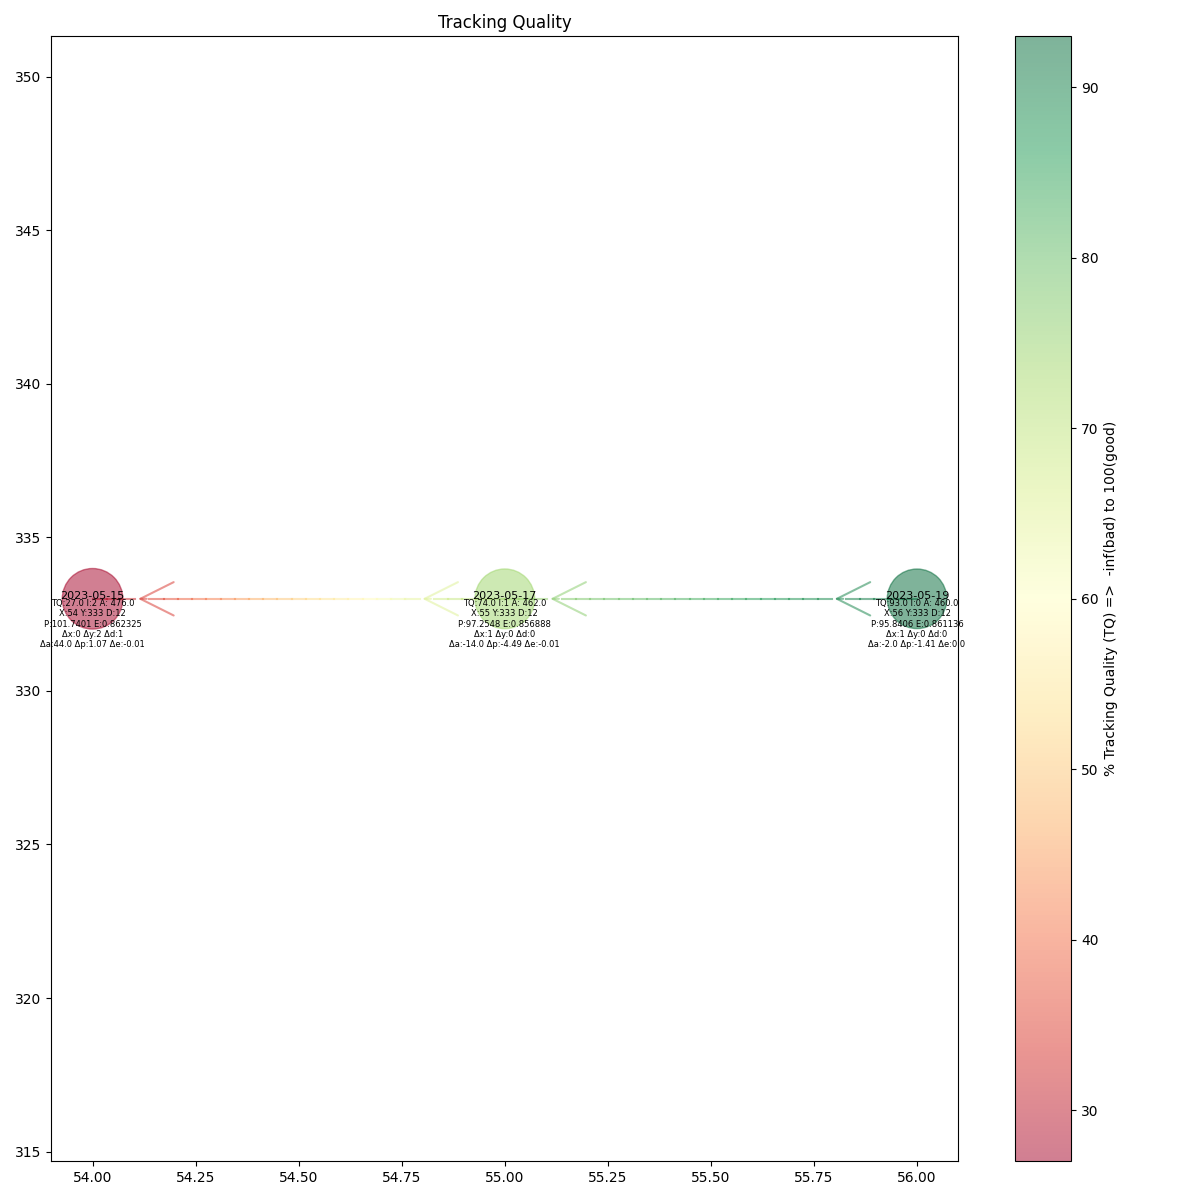 Tracking Quality
350
345
340
335
330
325
320
315
54.00
54.25
54.50
54.75
55.00
55.25
55.50
55.75
56.00
2023-05-15
TQ:27.0 I:2 A: 476.0
X:54 Y:333 D:12
P:101.7401 E:0.862325
Δx:0 Δy:2 Δd:1
Δa:44.0 Δp:1.07 Δe:-0.01
2023-05-17
TQ:74.0 I:1 A: 462.0
X:55 Y:333 D:12
P:97.2548 E:0.856888
Δx:1 Δy:0 Δd:0
Δa:-14.0 Δp:-4.49 Δe:-0.01
2023-05-19
TQ:93.0 I:0 A: 460.0
X:56 Y:333 D:12
P:95.8406 E:0.861136
Δx:1 Δy:0 Δd:0
Δa:-2.0 Δp:-1.41 Δe:0.0
90
80
70
60
50
40
30
% Tracking Quality (TQ) => -inf(bad) to 100(good)